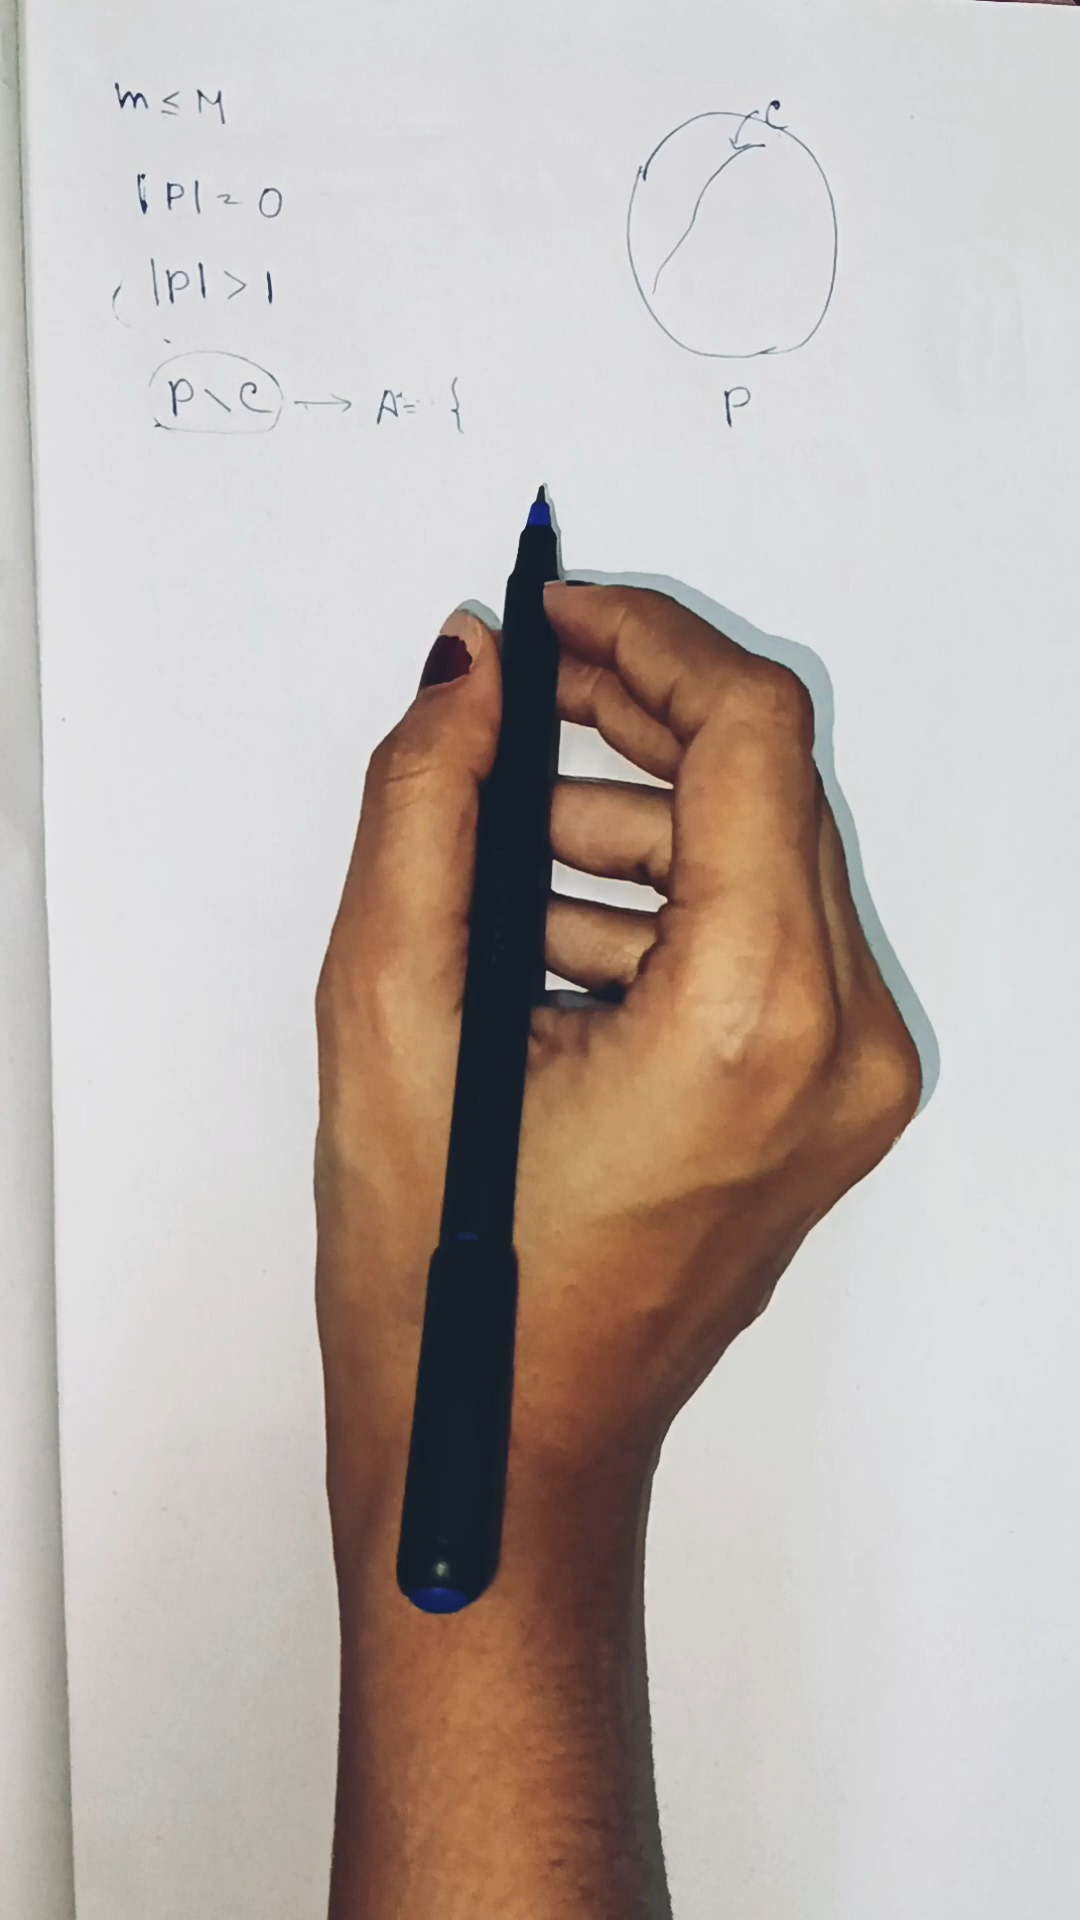 m ≤ M
|P| = 0
|P| > 1
P \ C → A = {
C
P